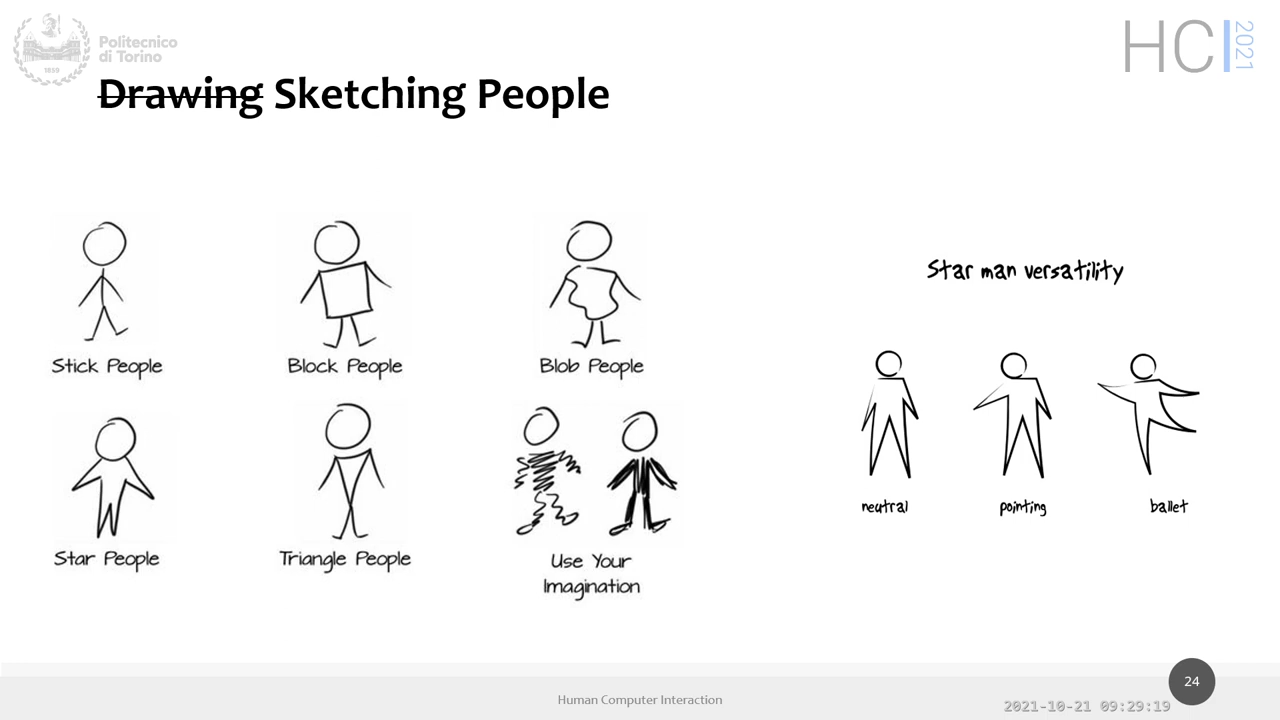 Politecnico
di Torino
1859
HCI 2021
Drawing Sketching People
Stick People
Block People
Blob People
Star People
Triangle People
Use Your
Imagination
Star man versatility
neutral
pointing
ballet
Human Computer Interaction
24
2021-10-21 09:29:19